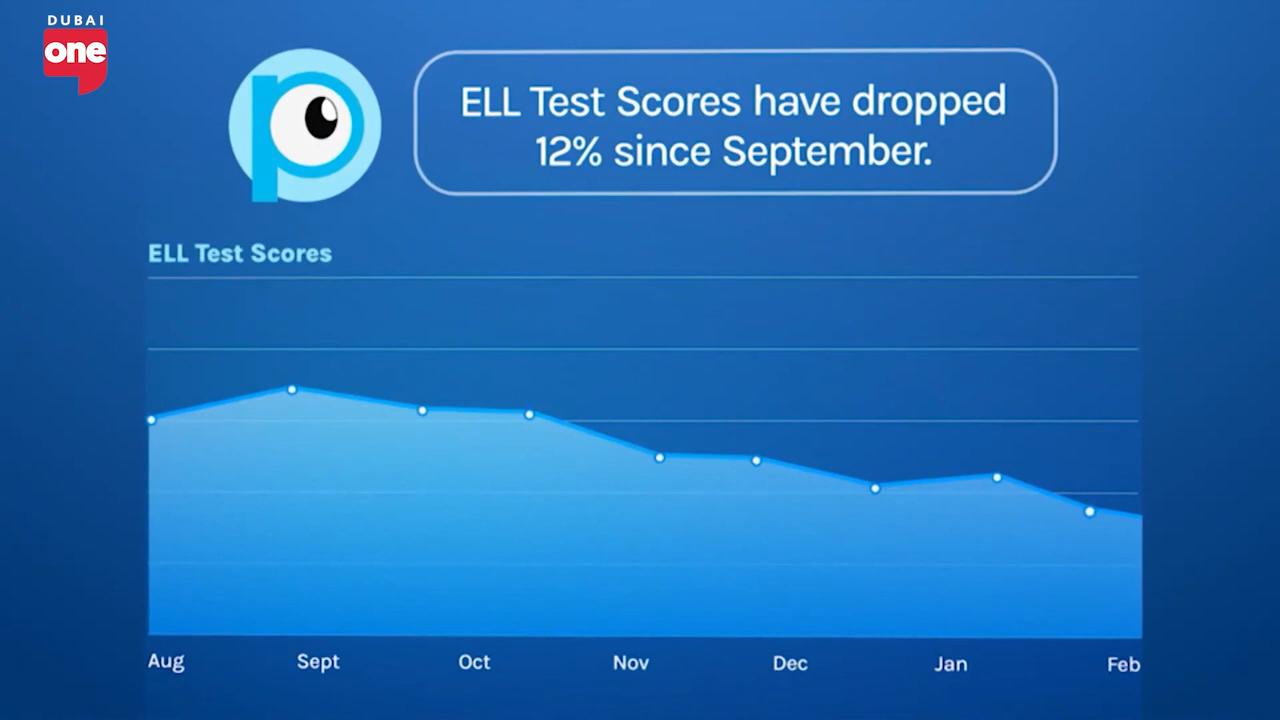 DUBAI
one
p
ELL Test Scores have dropped
12% since September.
ELL Test Scores
Aug Sept Oct Nov Dec Jan Feb